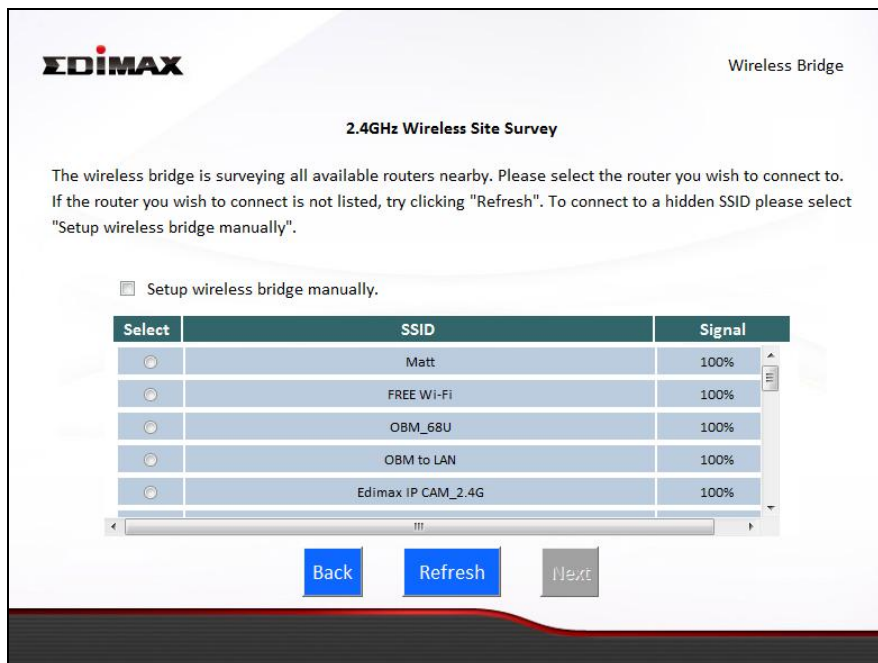 EDIMAX
Wireless Bridge
2.4GHz Wireless Site Survey
The wireless bridge is surveying all available routers nearby. Please select the router you wish to connect to.
If the router you wish to connect is not listed, try clicking "Refresh". To connect to a hidden SSID please select
"Setup wireless bridge manually".
Setup wireless bridge manually.
Select SSID Signal
Matt 100%
FREE Wi-Fi 100%
OBM_68U 100%
OBM to LAN 100%
Edimax IP CAM_2.4G 100%
Back Refresh Next